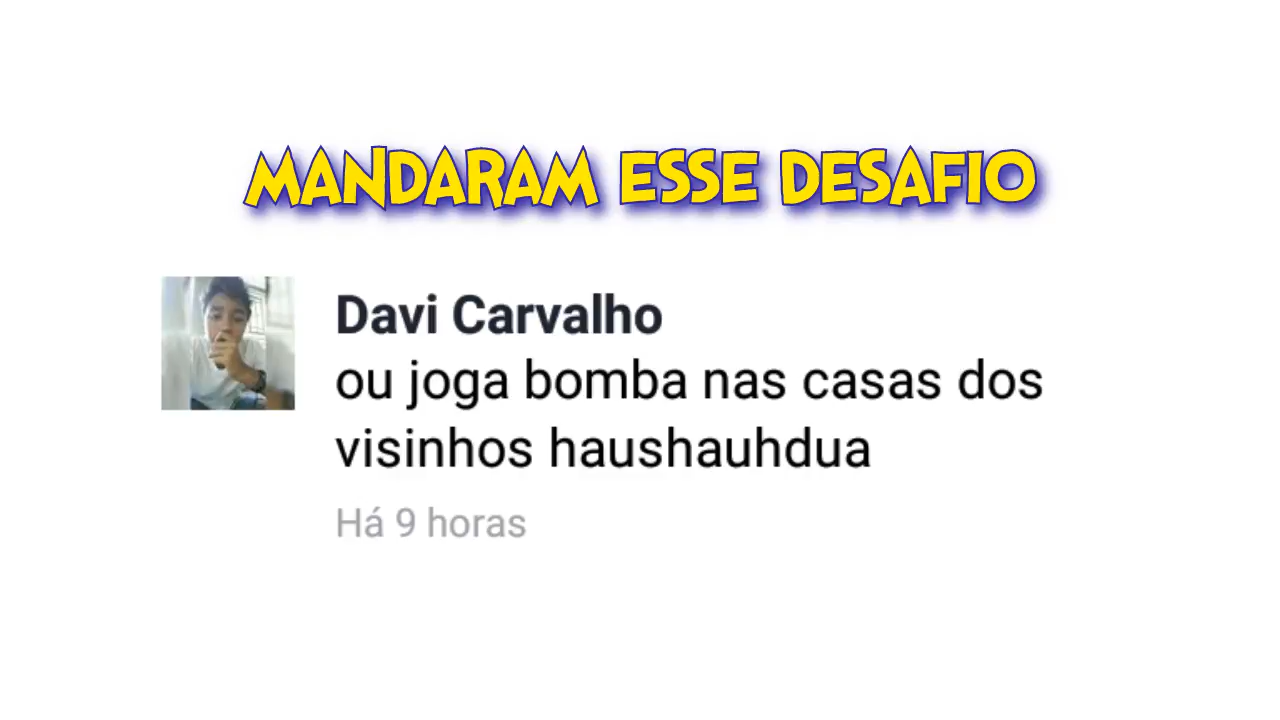 MANDARAM ESSE DESAFIO
Davi Carvalho
ou joga bomba nas casas dos
visinhos haushauhdua
Há 9 horas